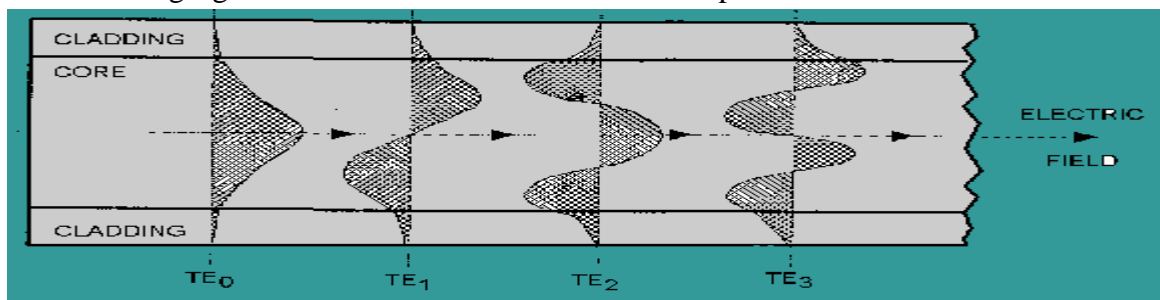 CLADDING
CORE
ELECTRIC
FIELD
CLADDING
TE0
TE1
TE2
TE3